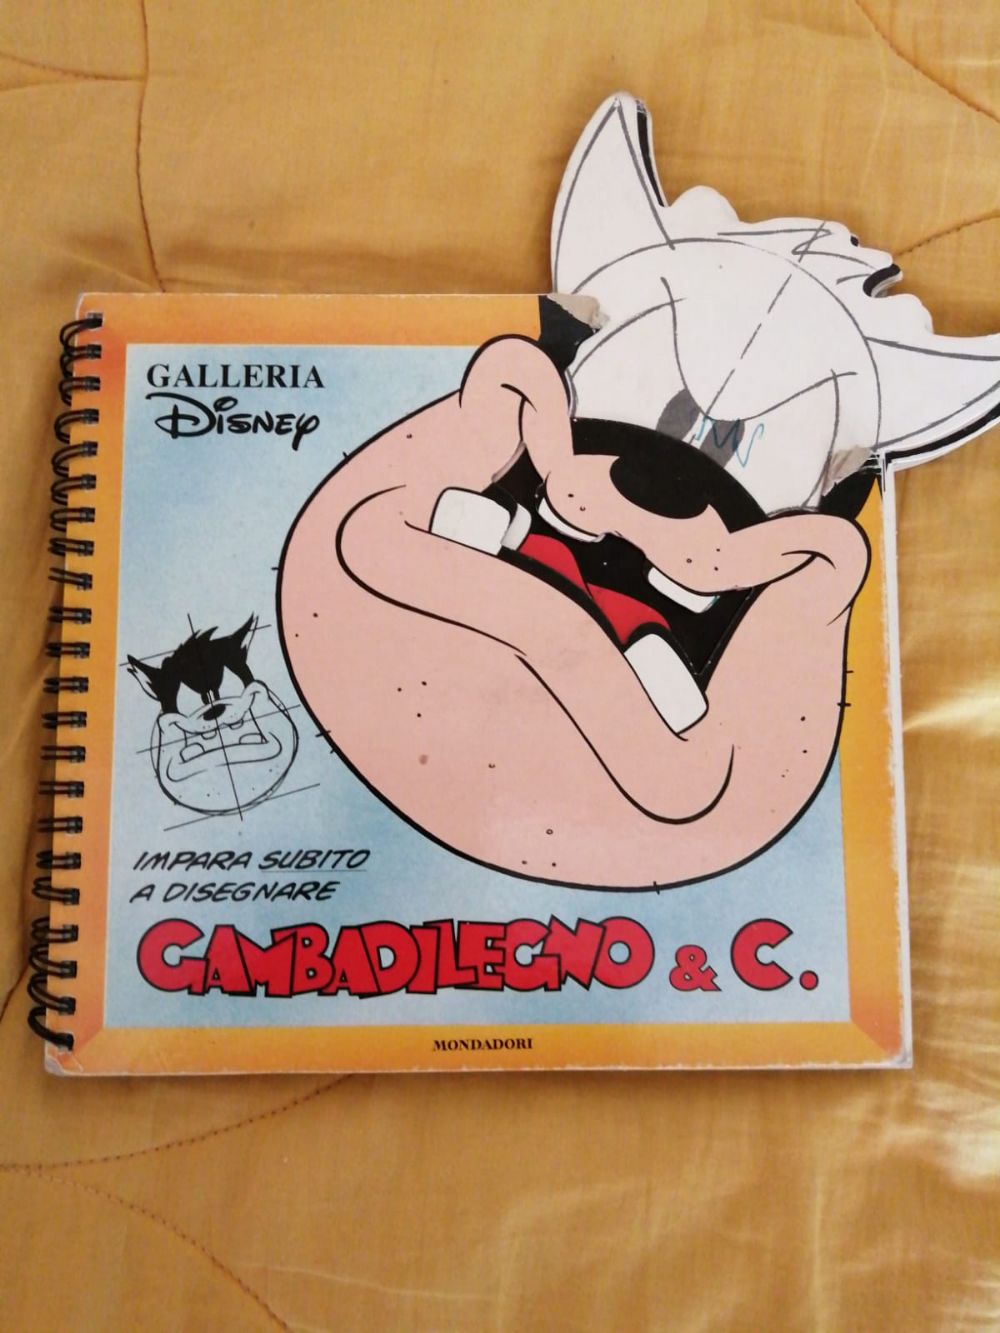 GALLERIA
Disney
IMPARA SUBITO
A DISEGNARE
GAMBADILEGNO & C.
MONDADORI